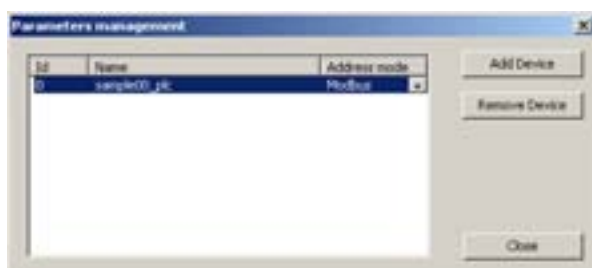 Parameters management
Id Name Address mode
0 sample00_plc Modbus
Add Device
Remove Device
Close